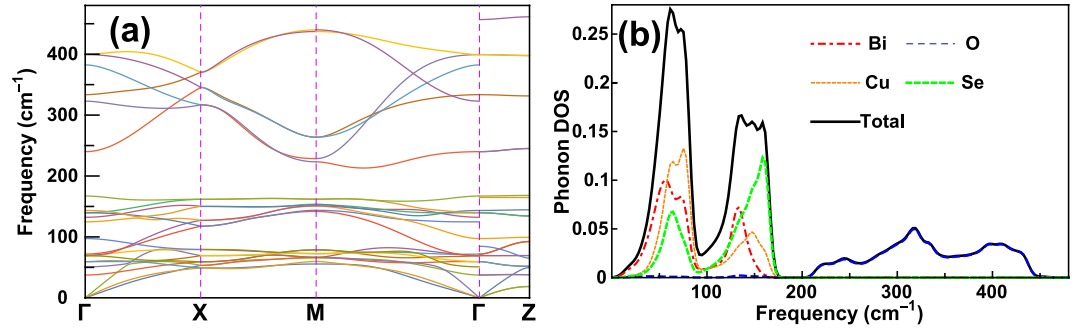 (a)
Frequency (cm⁻¹)
400
300
200
100
0
Γ X M Γ Z
(b)
Phonon DOS
0.25
0.2
0.15
0.1
0.05
0
Bi O
Cu Se
Total
100 200 300 400
Frequency (cm⁻¹)